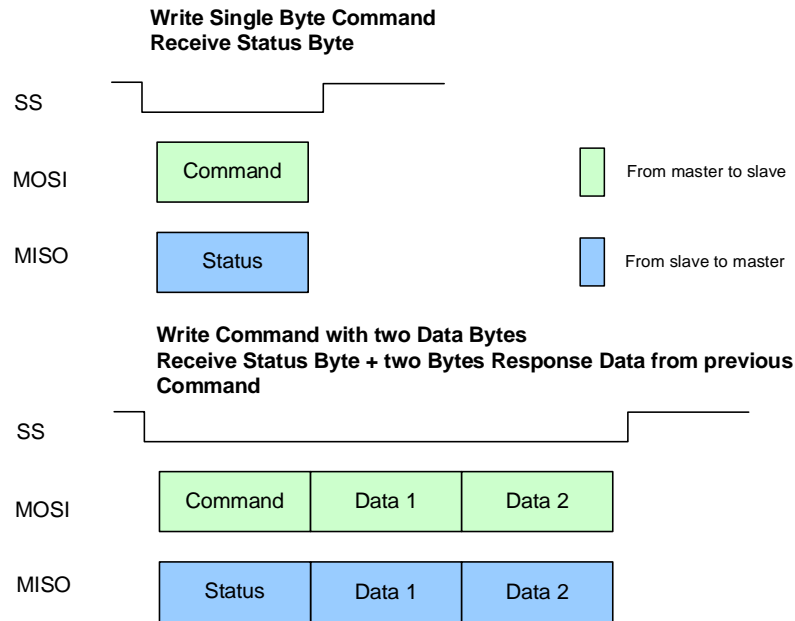 Write Single Byte Command
Receive Status Byte
SS
MOSI
Command
From master to slave
MISO
Status
From slave to master
Write Command with two Data Bytes
Receive Status Byte + two Bytes Response Data from previous
Command
SS
MOSI
Command
Data 1
Data 2
MISO
Status
Data 1
Data 2